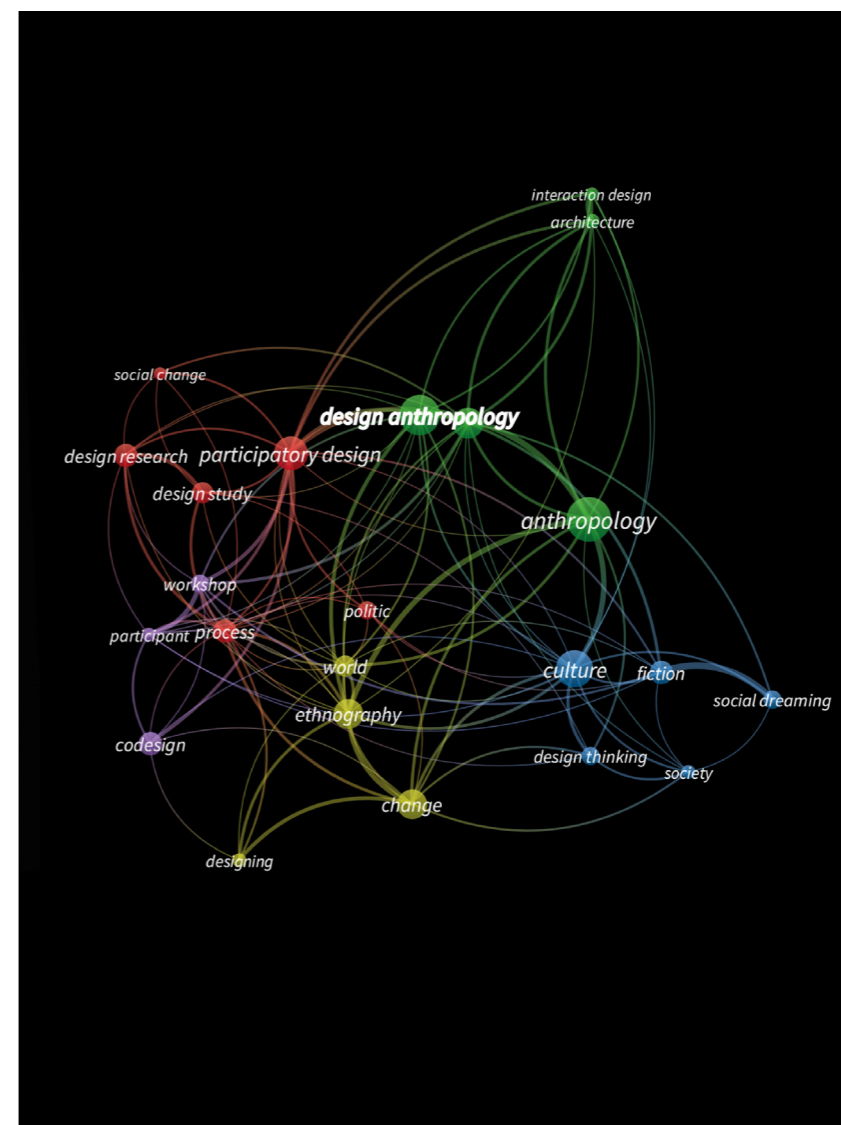 interaction design
architecture
social change
design anthropology
participatory design
design research
design study
anthropology
workshop
politic
participant
process
world
culture
fiction
social dreaming
ethnography
codesign
design thinking
society
change
designing